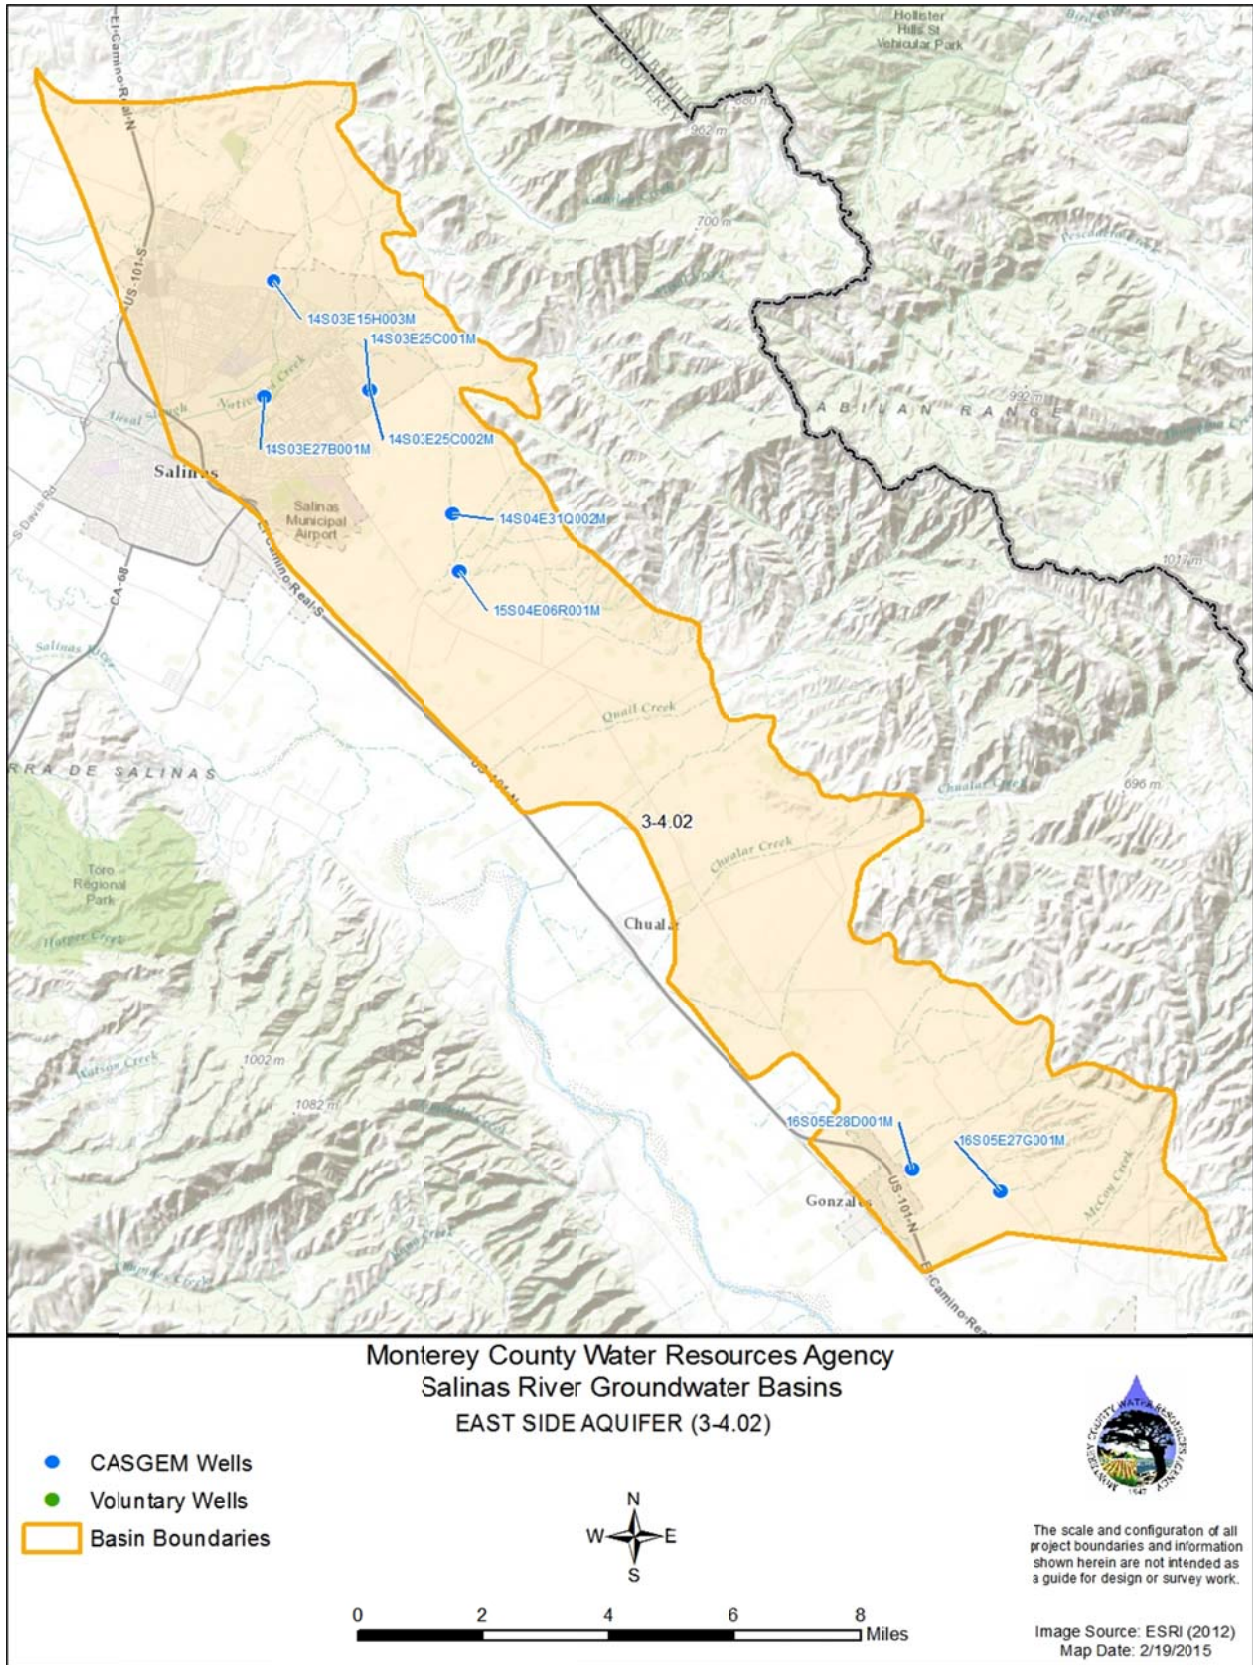 Hollister
Hills St
Vehicular Park
El-Camino-Real-N
MONTEREY
680 m
962 m
700 m
Pescadero Creek
US-101-S
14S03E15H003M
14S03E25C001M
Natividad Creek
992 m
ABILAN RANGE
14S03E27B001M
14S03E25C002M
Salinas
S-Davis Rd
Salinas
Municipal
Airport
14S04E31Q002M
El-Camino-Real-S
1017 m
CA-68
15S04E06R001M
Salinas River
Quail Creek
RRA DE SALINAS
US-101-N
Chualar Creek
696 m
3-4.02
Chualar Creek
Toro
Regional
Park
Chualar
Harper Creek
Watson Creek
1002 m
1082 m
16S05E28D001M
16S05E27G001M
McCoy Creek
US-101-N
Gonzales
El-Camino-Real
Monterey County Water Resources Agency
Salinas River Groundwater Basins
EAST SIDE AQUIFER (3-4.02)
CASGEM Wells
Voluntary Wells
Basin Boundaries
N
W E
S
MONTEREY COUNTY WATER RESOURCES AGENCY
1947
The scale and configuration of all
project boundaries and information
shown herein are not intended as
a guide for design or survey work.
0 2 4 6 8
Miles
Image Source: ESRI (2012)
Map Date: 2/19/2015